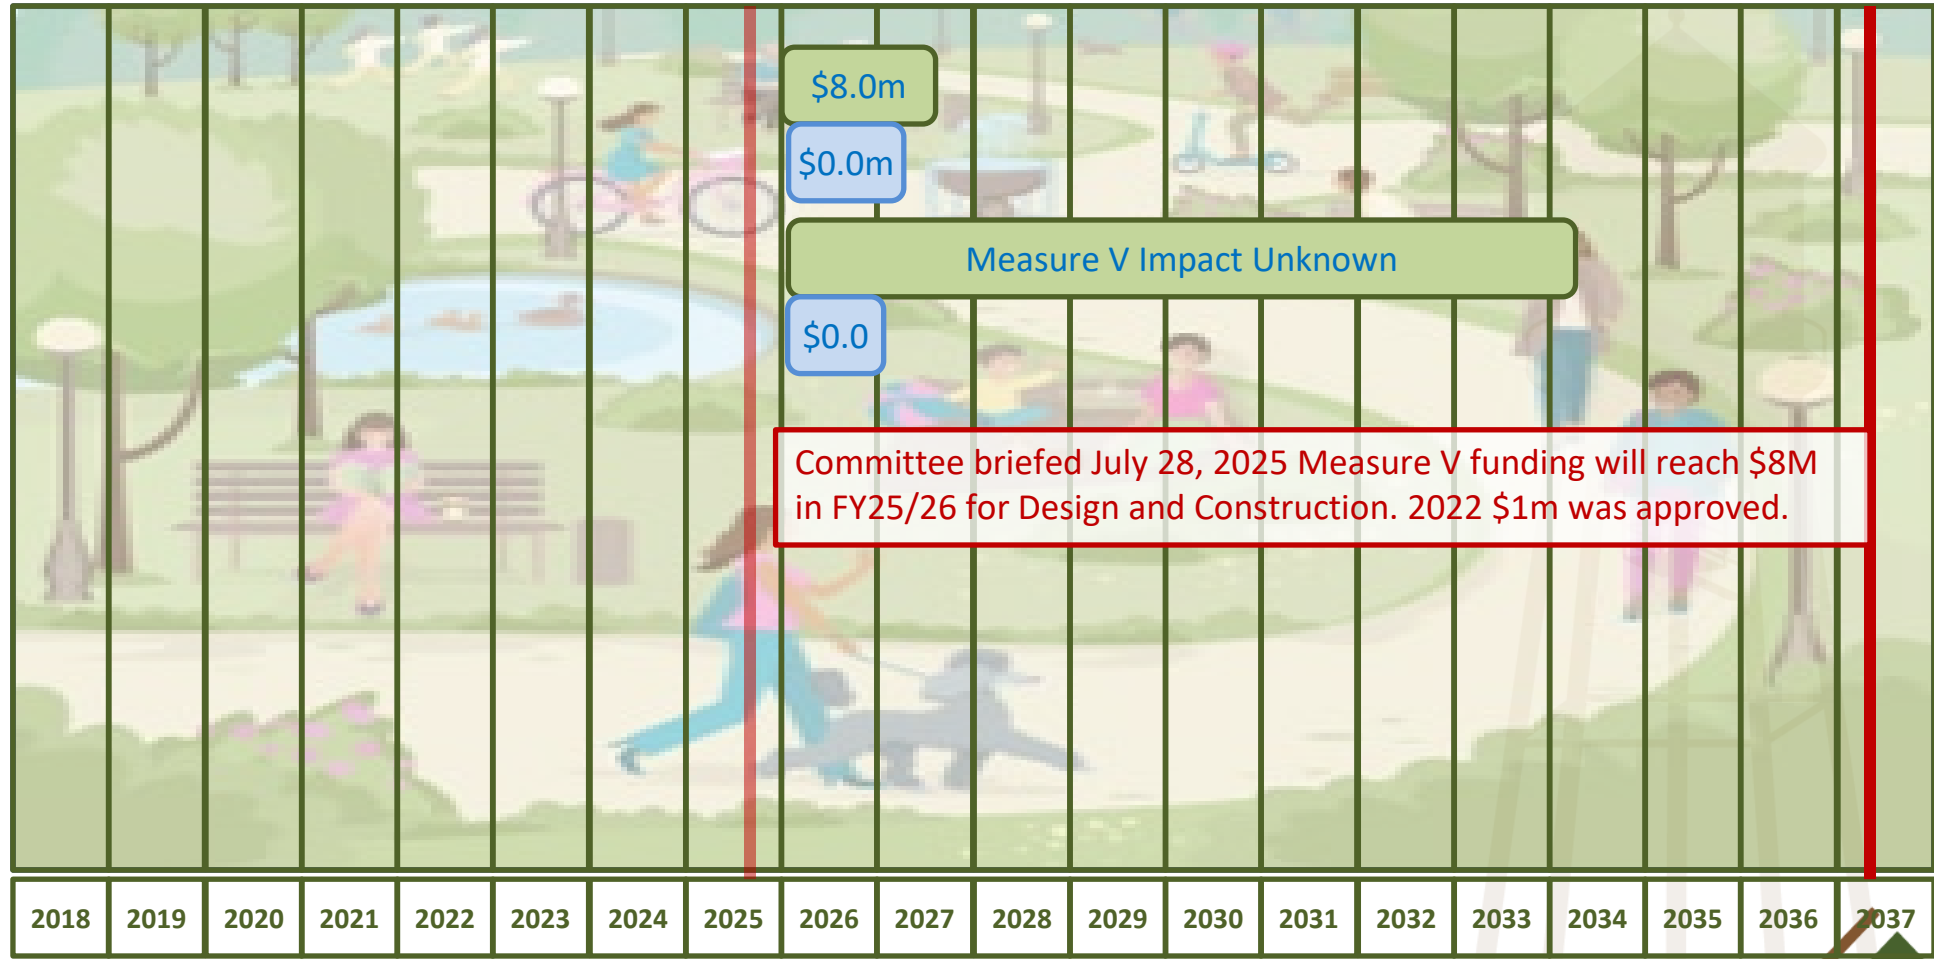 $8.0m
$0.0m
Measure V Impact Unknown
$0.0
Committee briefed July 28, 2025 Measure V funding will reach $8M
in FY25/26 for Design and Construction. 2022 $1m was approved.
2018 2019 2020 2021 2022 2023 2024 2025 2026 2027 2028 2029 2030 2031 2032 2033 2034 2035 2036 2037